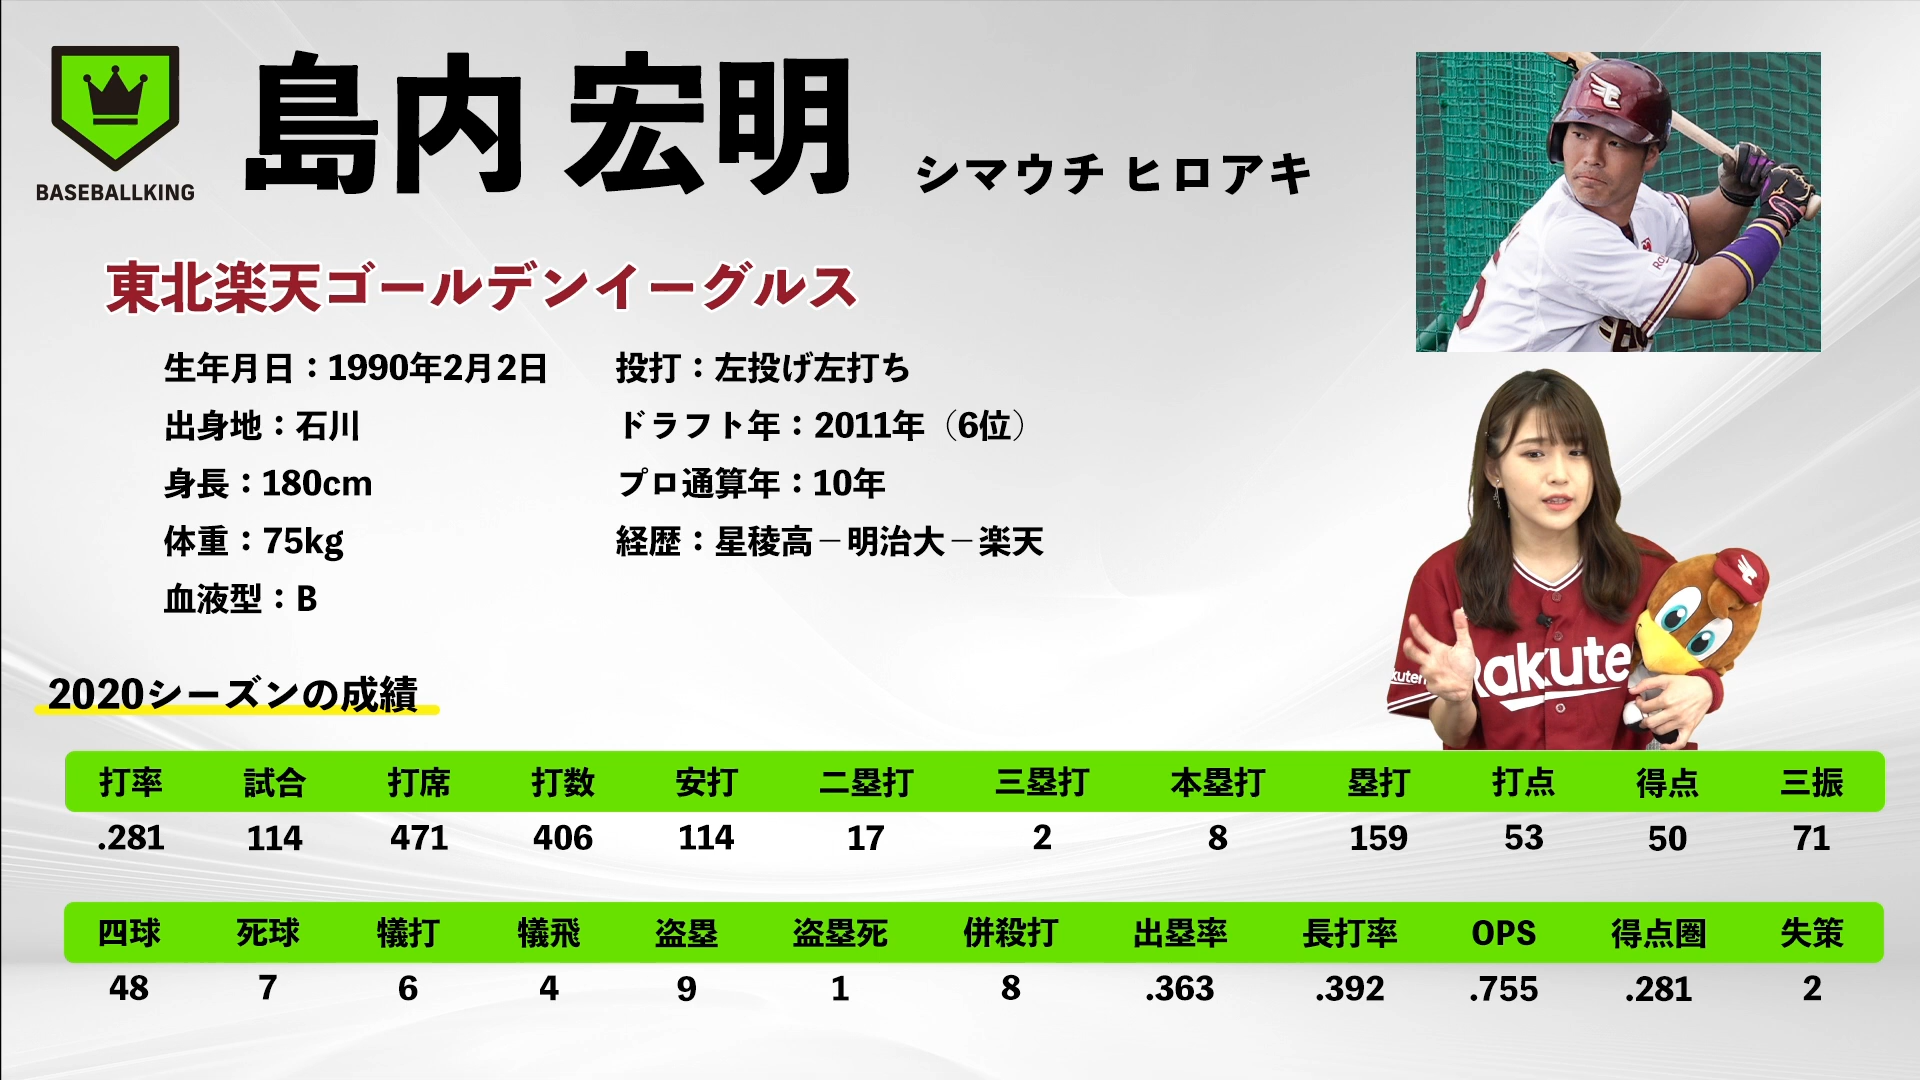 島内 宏明
シマウチ ヒロアキ
BASEBALLKING
東北楽天ゴールデンイーグルス
生年月日：1990年2月2日
出身地：石川
身長：180cm
体重：75kg
血液型：B
投打：左投げ左打ち
ドラフト年：2011年（6位）
プロ通算年：10年
経歴：星稜高－明治大－楽天
Rakute
2020シーズンの成績
打率 試合 打席 打数 安打 二塁打 三塁打 本塁打 塁打 打点 得点 三振
.281 114 471 406 114 17 2 8 159 53 50 71
四球 死球 犠打 犠飛 盗塁 盗塁死 併殺打 出塁率 長打率 OPS 得点圏 失策
48 7 6 4 9 1 8 .363 .392 .755 .281 2